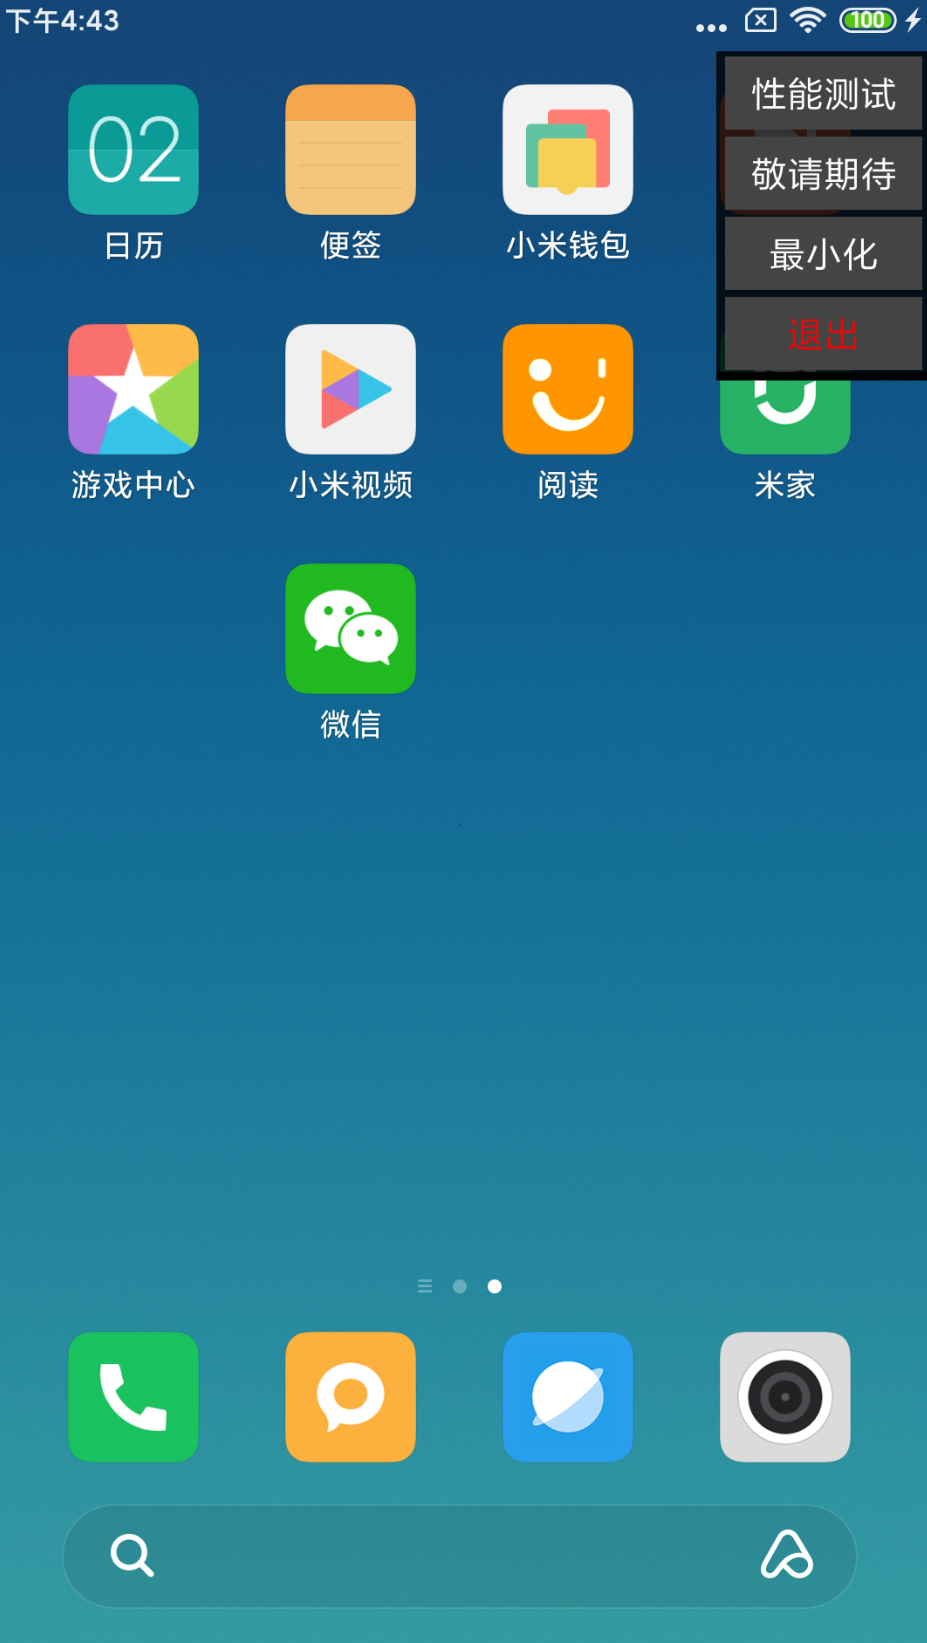 下午4:43
100
性能测试
敬请期待
最小化
退出
02
日历
便签
小米钱包
游戏中心
小米视频
阅读
米家
微信